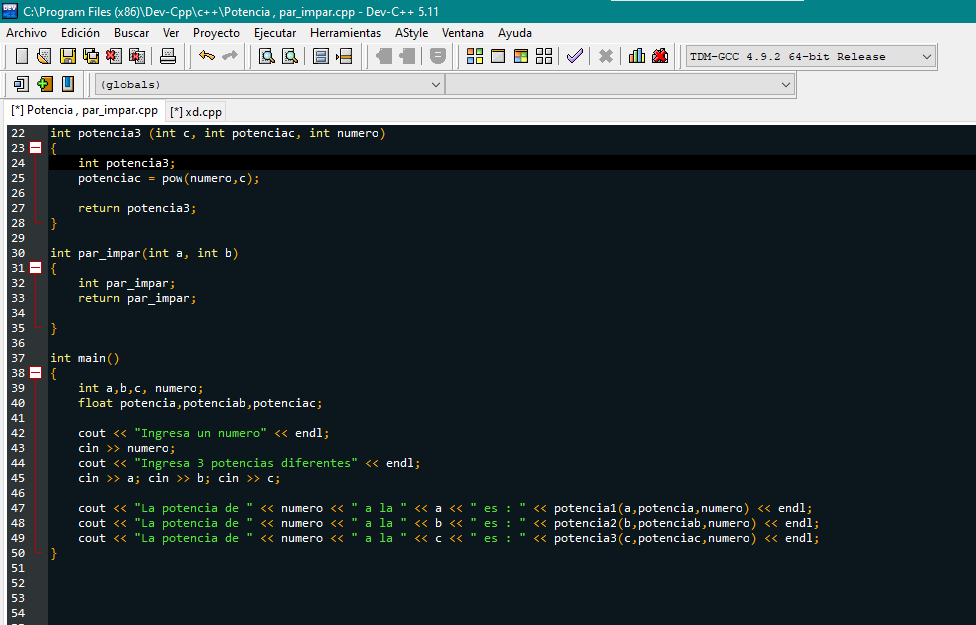 C:\Program Files (x86)\Dev-Cpp\c++\Potencia , par_impar.cpp - Dev-C++ 5.11
Archivo Edición Buscar Ver Proyecto Ejecutar Herramientas AStyle Ventana Ayuda
TDM-GCC 4.9.2 64-bit Release
(globals)
[*] Potencia , par_impar.cpp [*] xd.cpp
22 int potencia3 (int c, int potenciac, int numero)
23 {
24 int potencia3;
25 potenciac = pow(numero,c);
26
27 return potencia3;
28 }
29
30 int par_impar(int a, int b)
31 {
32 int par_impar;
33 return par_impar;
34
35 }
36
37 int main()
38 {
39 int a,b,c, numero;
40 float potencia,potenciab,potenciac;
41
42 cout << "Ingresa un numero" << endl;
43 cin >> numero;
44 cout << "Ingresa 3 potencias diferentes" << endl;
45 cin >> a; cin >> b; cin >> c;
46
47 cout << "La potencia de " << numero << " a la " << a << " es : " << potencia1(a,potencia,numero) << endl;
48 cout << "La potencia de " << numero << " a la " << b << " es : " << potencia2(b,potenciab,numero) << endl;
49 cout << "La potencia de " << numero << " a la " << c << " es : " << potencia3(c,potenciac,numero) << endl;
50 }
51
52
53
54